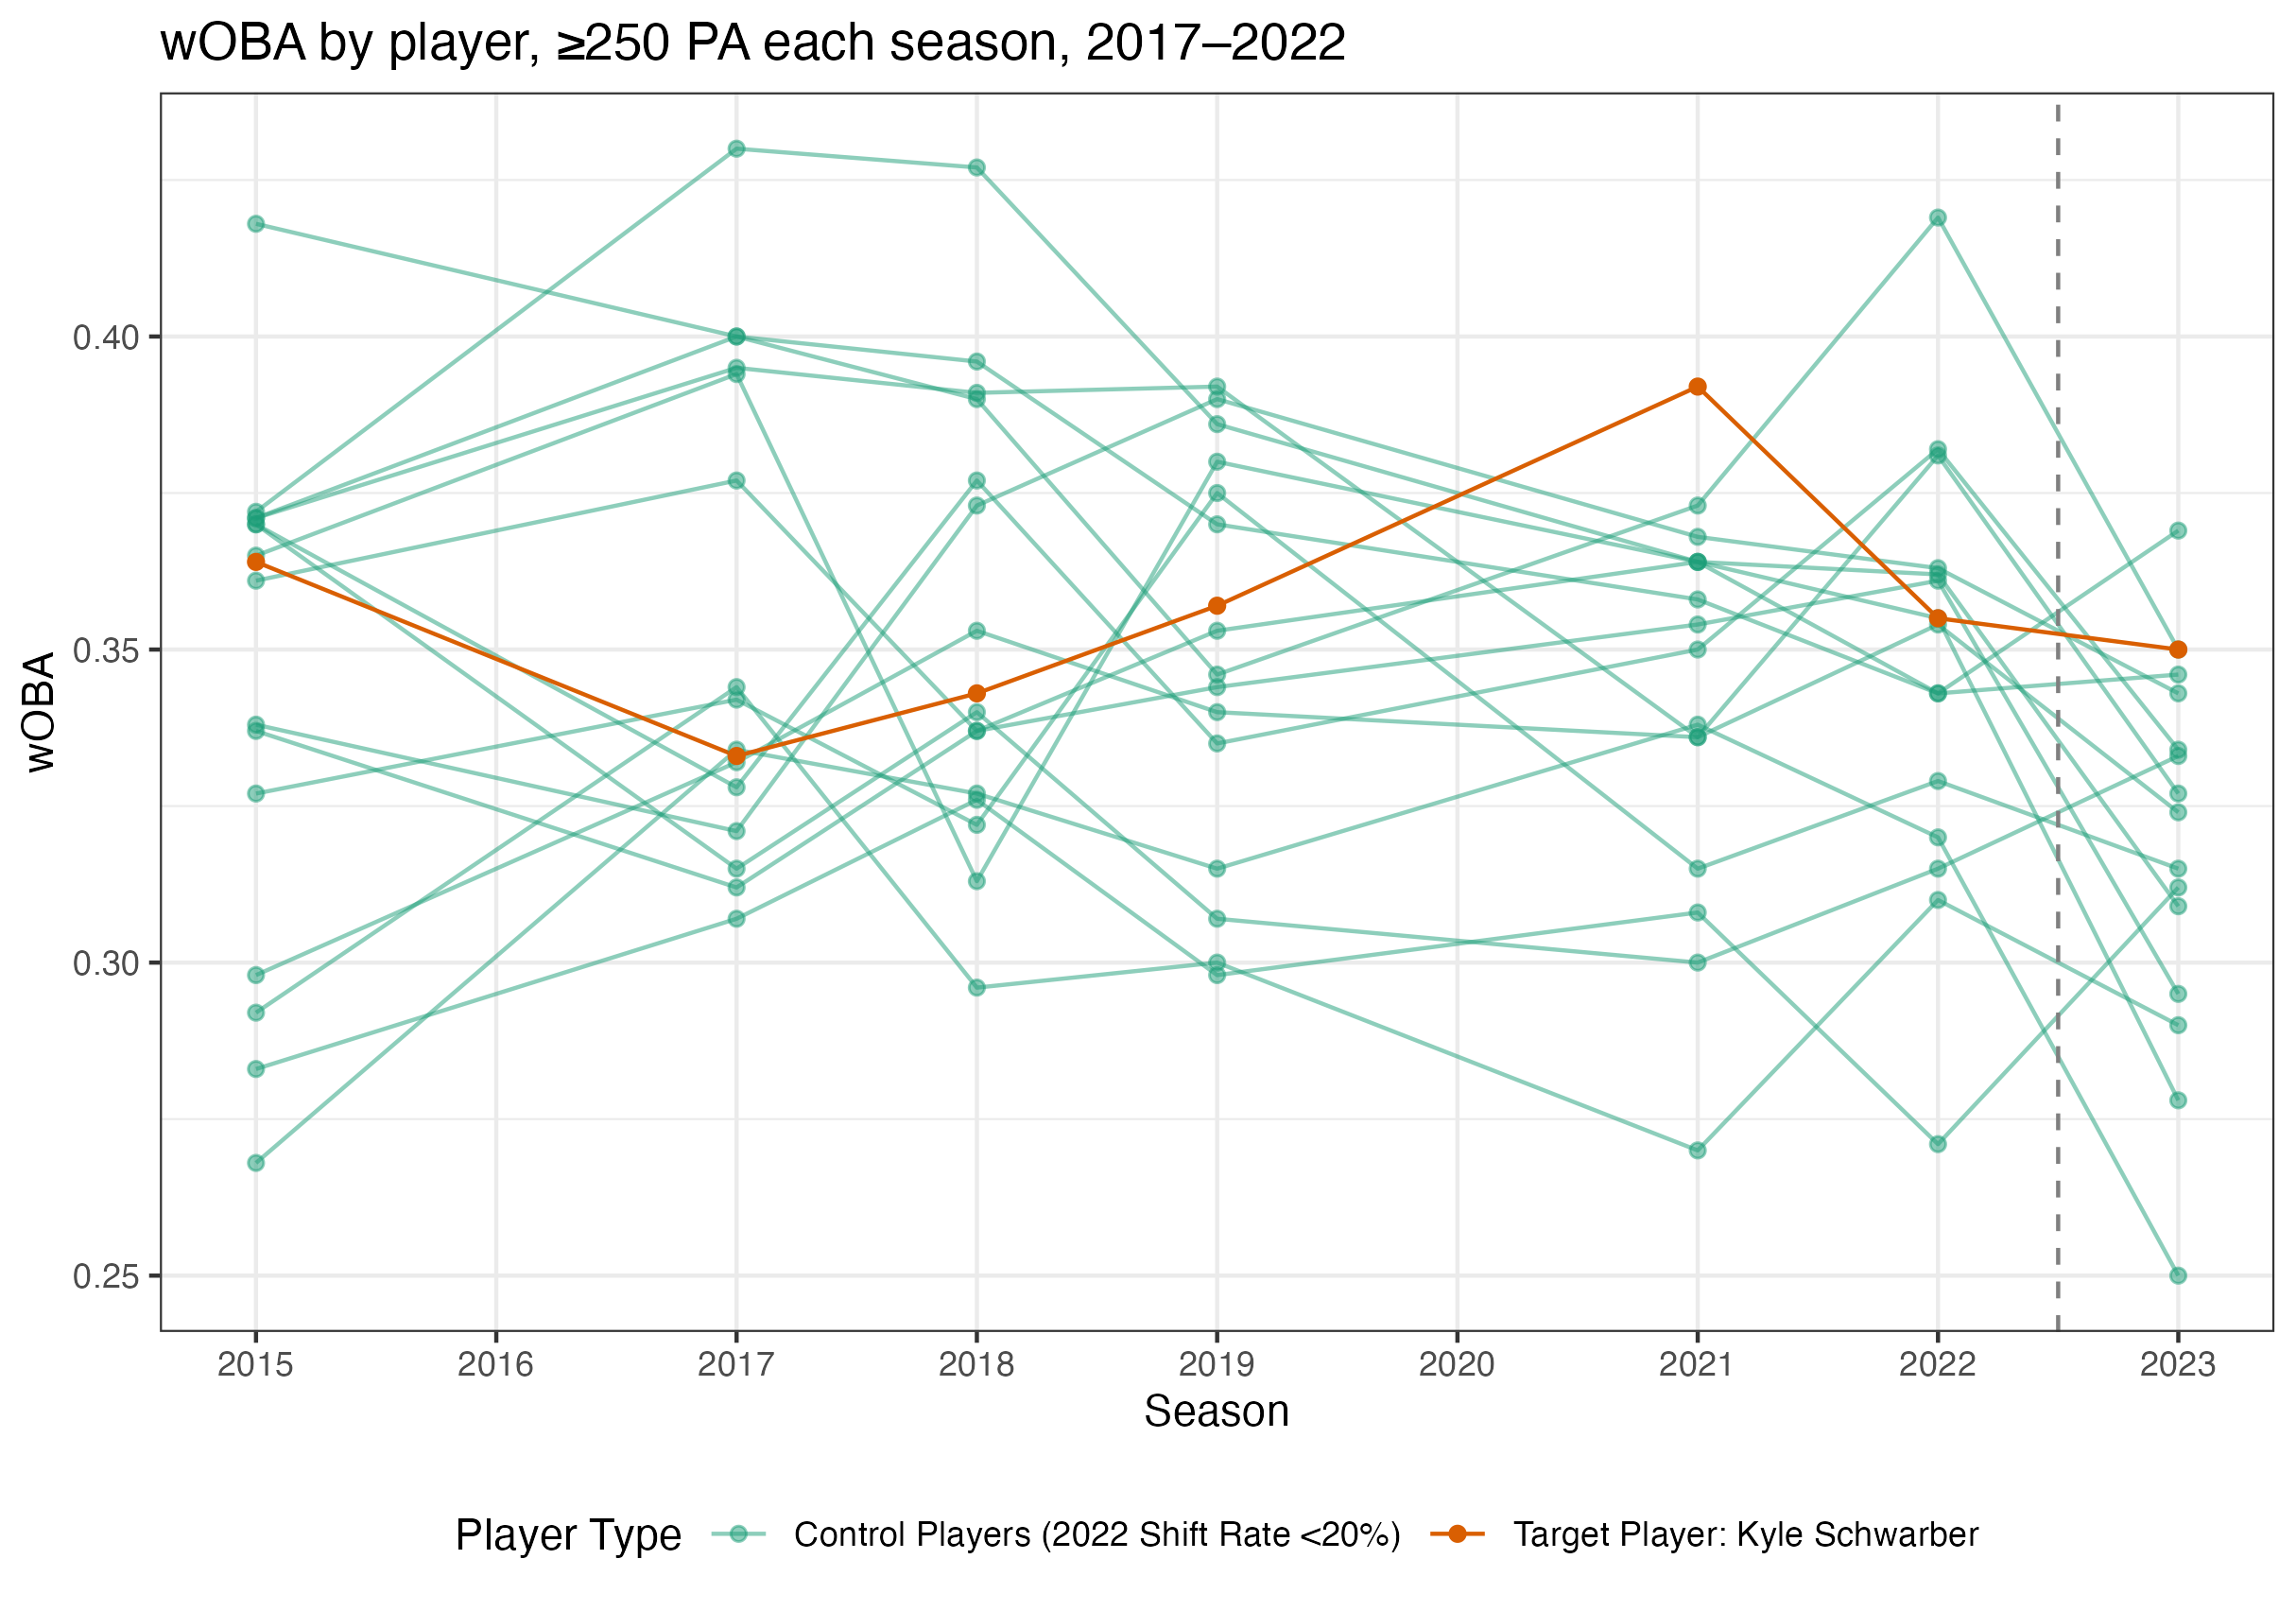 wOBA by player, ≥250 PA each season, 2017–2022
wOBA
0.40
0.35
0.30
0.25
2015 2016 2017 2018 2019 2020 2021 2022 2023
Season
Player Type Control Players (2022 Shift Rate <20%) Target Player: Kyle Schwarber